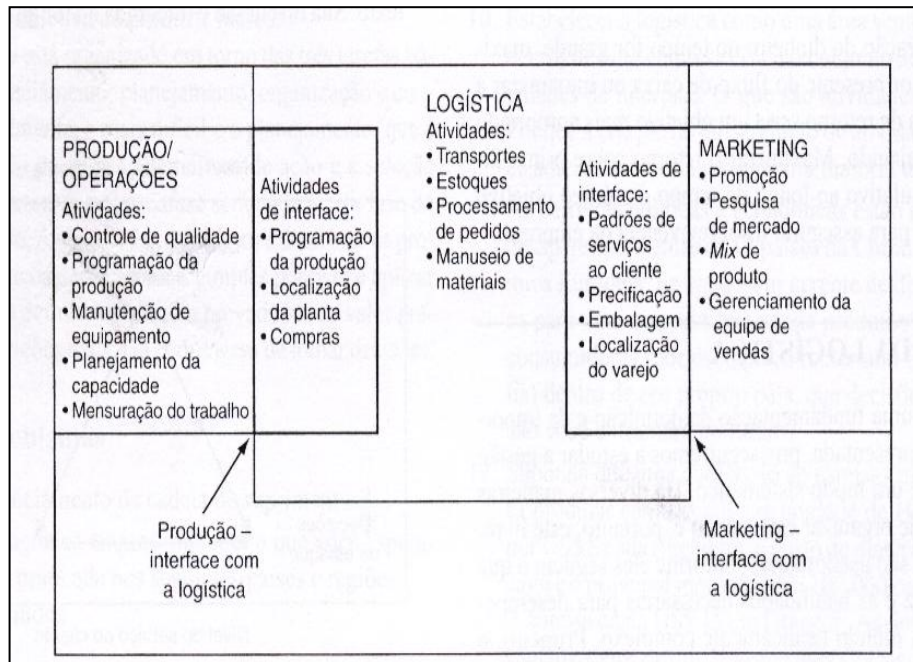 PRODUÇÃO/
OPERAÇÕES
Atividades:
• Controle de qualidade
• Programação da
produção
• Manutenção de
equipamento
• Planejamento da
capacidade
• Mensuração do trabalho
Atividades
de interface:
• Programação
da produção
• Localização
da planta
• Compras
LOGÍSTICA
Atividades:
• Transportes
• Estoques
• Processamento
de pedidos
• Manuseio de
materiais
Atividades de
interface:
• Padrões de
serviços
ao cliente
• Precificação
• Embalagem
• Localização
do varejo
MARKETING
• Promoção
• Pesquisa
de mercado
• Mix de
produto
• Gerenciamento da
equipe de
vendas
Produção –
interface com
a logística
Marketing –
interface com
a logística